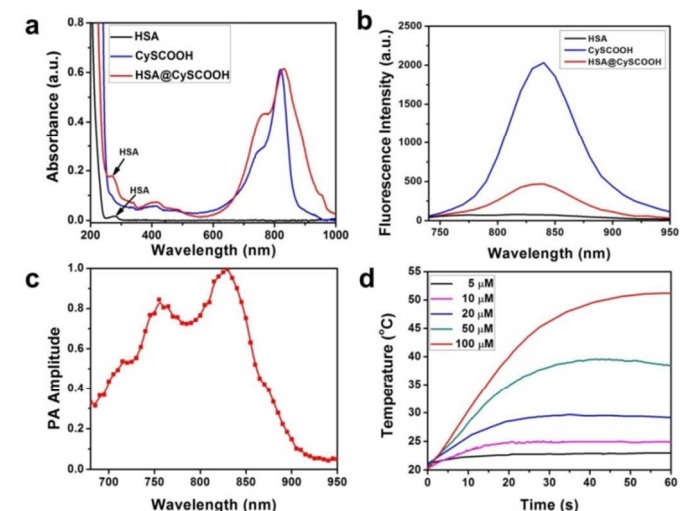 a
0.8
0.6
0.4
0.2
0.0
Absorbance (a.u.)
HSA
CySCOOH
HSA@CySCOOH
HSA
HSA
200 400 600 800 1000
Wavelength (nm)
b
2500
2000
1500
1000
500
0
Fluorescence Intensity (a.u.)
HSA
CySCOOH
HSA@CySCOOH
750 800 850 900 950
Wavelength (nm)
c
1.0
0.8
0.6
0.4
0.2
0.0
PA Amplitude
700 750 800 850 900 950
Wavelength (nm)
d
55
50
45
40
35
30
25
20
Temperature (°C)
5 μM
10 μM
20 μM
50 μM
100 μM
0 10 20 30 40 50 60
Time (s)